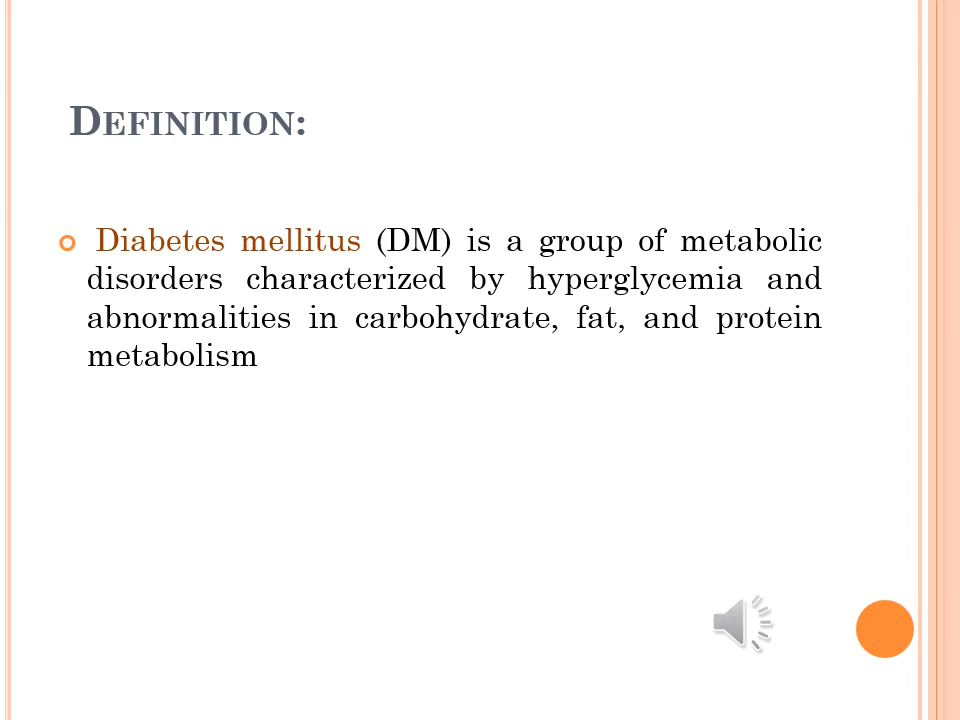 DEFINITION:
Diabetes mellitus (DM) is a group of metabolic
disorders characterized by hyperglycemia and
abnormalities in carbohydrate, fat, and protein
metabolism